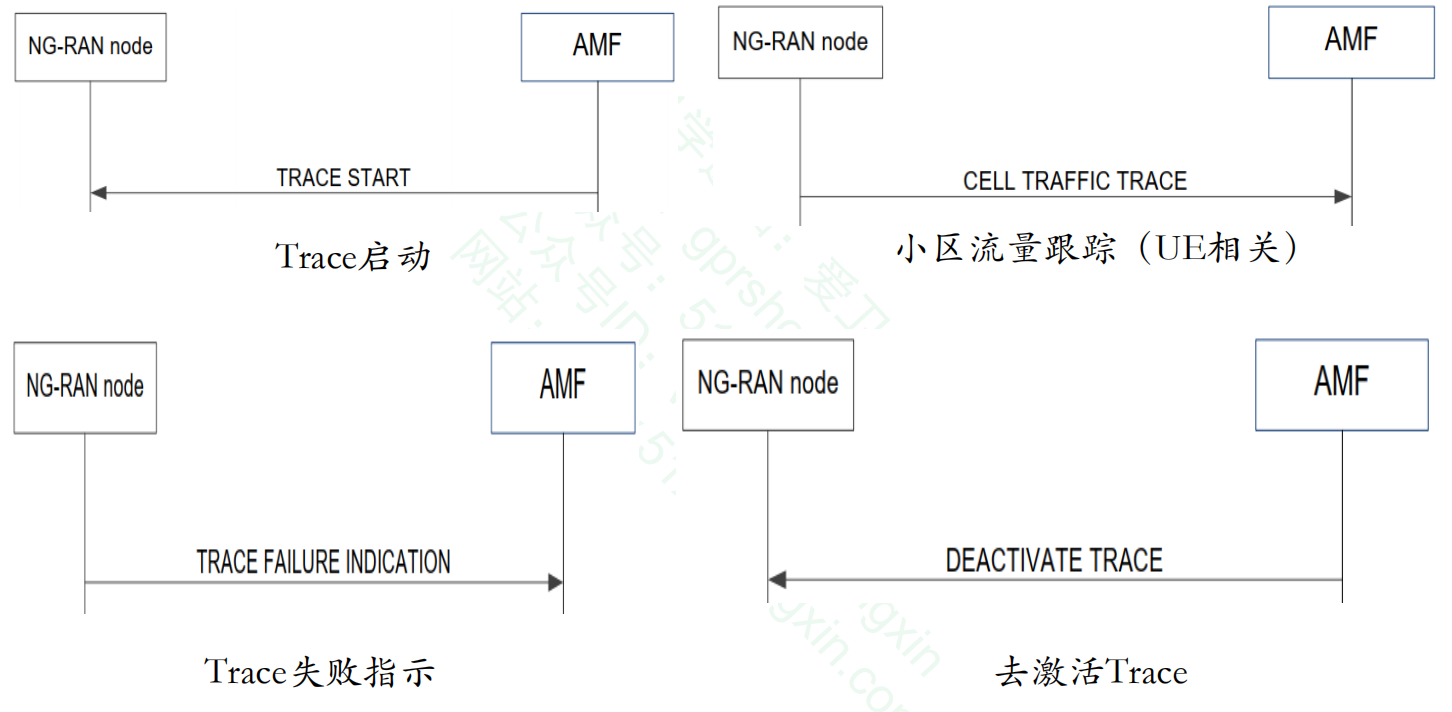 NG-RAN node
AMF
TRACE START
Trace启动
NG-RAN node
AMF
CELL TRAFFIC TRACE
小区流量跟踪（UE相关）
NG-RAN node
AMF
TRACE FAILURE INDICATION
Trace失败指示
NG-RAN node
AMF
DEACTIVATE TRACE
去激活Trace